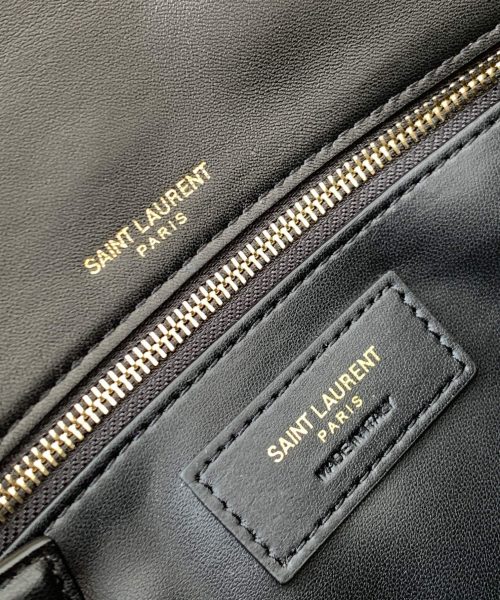 SAINT LAURENT
PARIS
SAINT LAURENT
PARIS
MADE IN ITALY